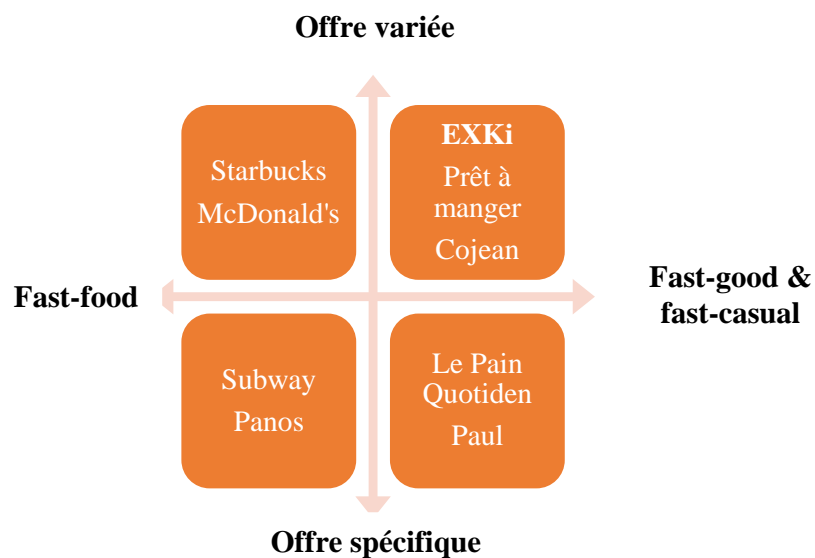 Offre variée
Starbucks
McDonald's
EXKi
Prêt à
manger
Cojean
Fast-food
Fast-good &
fast-casual
Subway
Panos
Le Pain
Quotiden
Paul
Offre spécifique